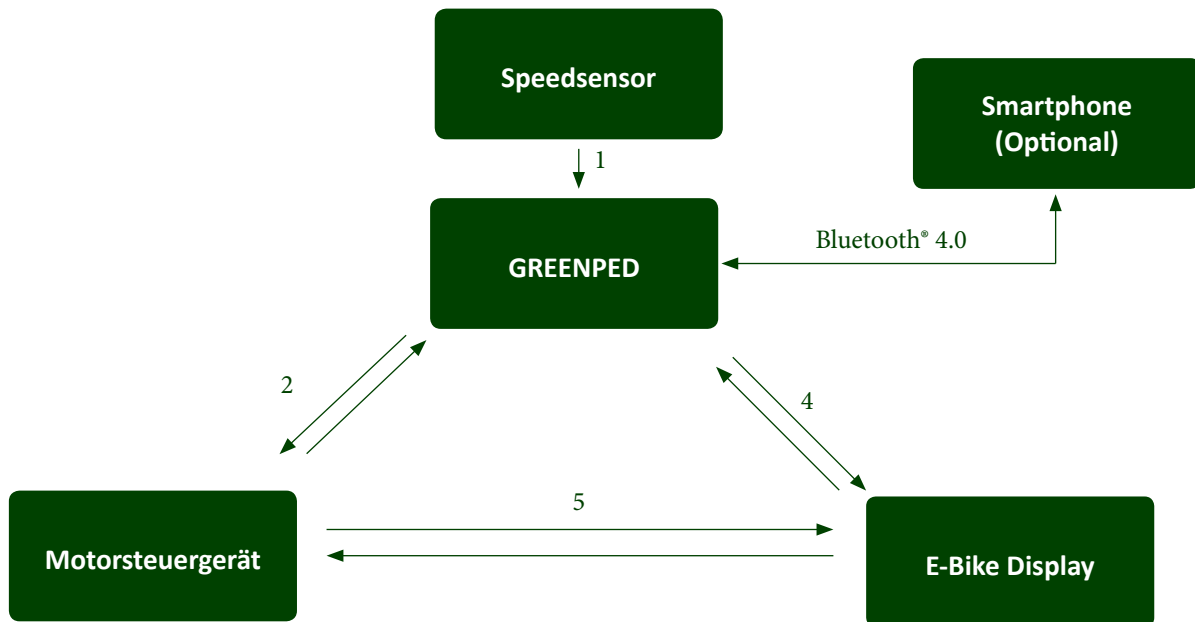 Speedsensor
Smartphone
(Optional)
1
GREENPED
Bluetooth® 4.0
2
4
5
Motorsteuergerät
E-Bike Display